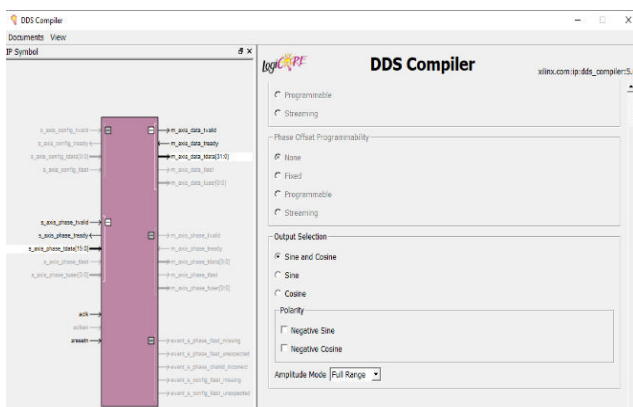 DDS Compiler
Documents View
IP Symbol
logiCORE
DDS Compiler
xilinx.com:ip:dds_compiler:5.
Programmable
Streaming
Phase Offset Programmability
None
Fixed
Programmable
Streaming
Output Selection
Sine and Cosine
Sine
Cosine
Polarity
Negative Sine
Negative Cosine
Amplitude Mode Full Range
s_axis_config_tvalid
s_axis_config_tready
s_axis_config_tdata[0:0]
s_axis_config_tlast
s_axis_phase_tvalid
s_axis_phase_tready
s_axis_phase_tdata[15:0]
s_axis_phase_tlast
s_axis_phase_tuser[0:0]
aclk
aclken
aresetn
m_axis_data_tvalid
m_axis_data_tready
m_axis_data_tdata[31:0]
m_axis_data_tlast
m_axis_data_tuser[0:0]
m_axis_phase_tvalid
m_axis_phase_tready
m_axis_phase_tdata[0:0]
m_axis_phase_tlast
m_axis_phase_tuser[0:0]
event_s_phase_tlast_missing
event_s_phase_tlast_unexpected
event_s_phase_chanid_incorrect
event_s_config_tlast_missing
event_s_config_tlast_unexpected